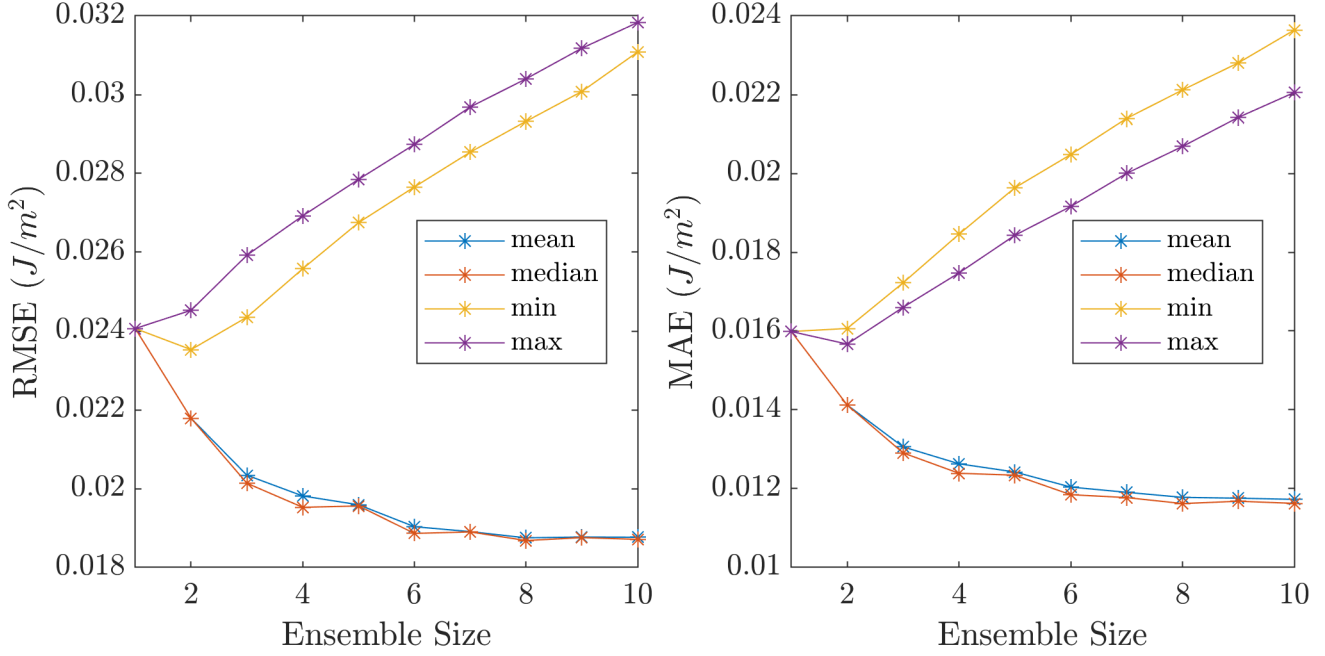 0.032
0.03
0.028
0.026
0.024
0.022
0.02
0.018
RMSE (J/m²)
2 4 6 8 10
Ensemble Size
mean
median
min
max
0.024
0.022
0.02
0.018
0.016
0.014
0.012
0.01
MAE (J/m²)
2 4 6 8 10
Ensemble Size
mean
median
min
max